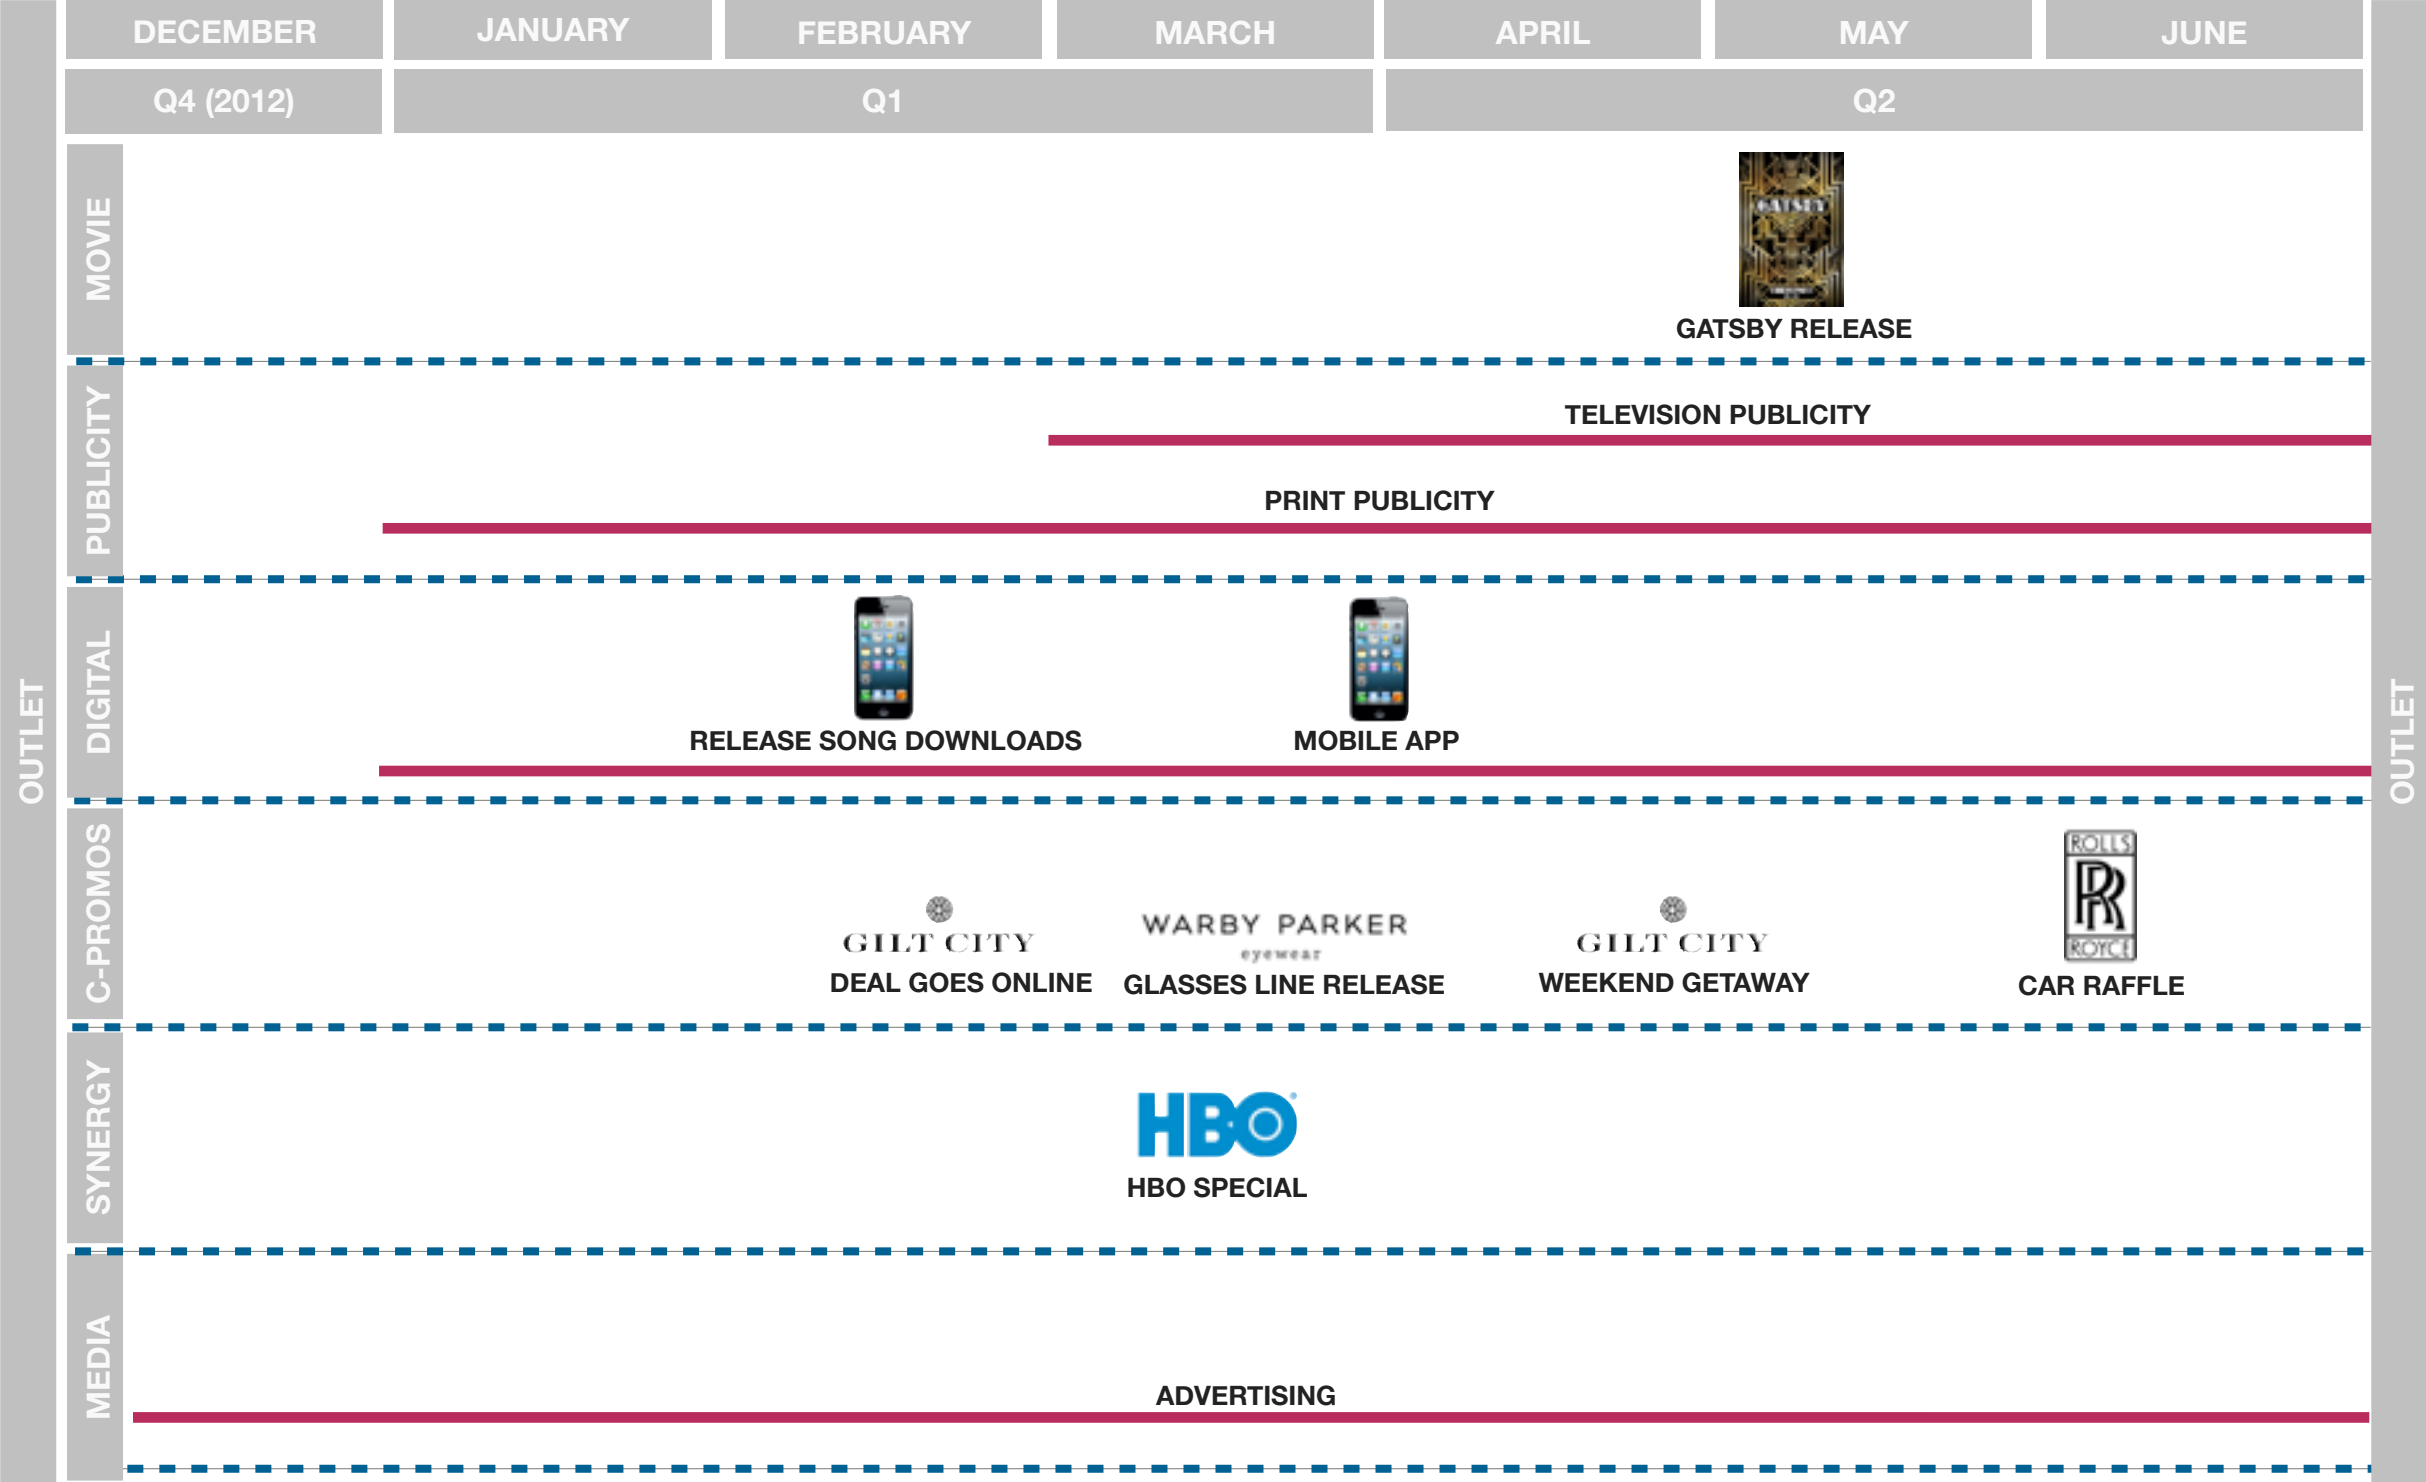 DECEMBER
JANUARY
FEBRUARY
MARCH
APRIL
MAY
JUNE
Q4 (2012)
Q1
Q2
OUTLET
OUTLET
MOVIE
GATSBY
GATSBY RELEASE
PUBLICITY
TELEVISION PUBLICITY
PRINT PUBLICITY
DIGITAL
RELEASE SONG DOWNLOADS
MOBILE APP
C-PROMOS
GILT CITY
DEAL GOES ONLINE
WARBY PARKER
eyewear
GLASSES LINE RELEASE
GILT CITY
WEEKEND GETAWAY
ROLLS
RR
ROYCE
CAR RAFFLE
SYNERGY
HBO
HBO SPECIAL
MEDIA
ADVERTISING